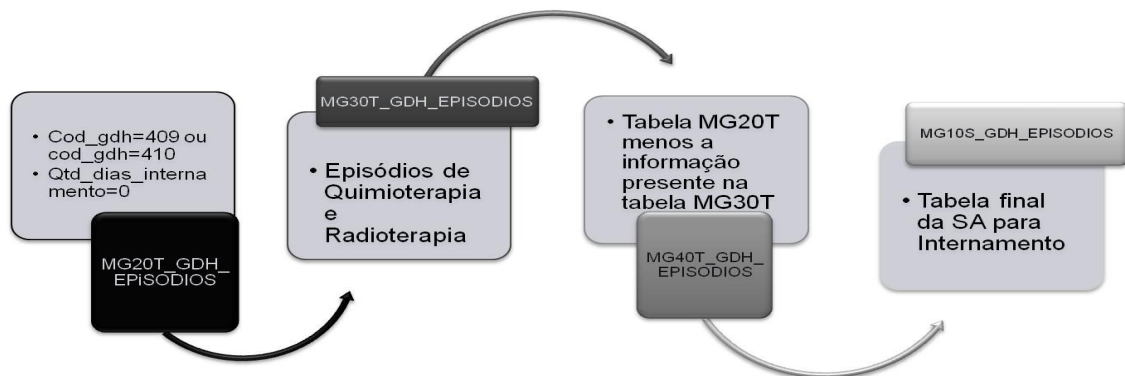 • Cod_gdh=409 ou
cod_gdh=410
• Qtd_dias_interna
mento=0
MG20T_GDH_
EPISODIOS
MG30T_GDH_EPISODIOS
• Episódios de
Quimioterapia
e
Radioterapia
• Tabela MG20T
menos a
informação
presente na
tabela MG30T
MG40T_GDH_
EPISODIOS
MG10S_GDH_EPISODIOS
• Tabela final
da SA para
Internamento